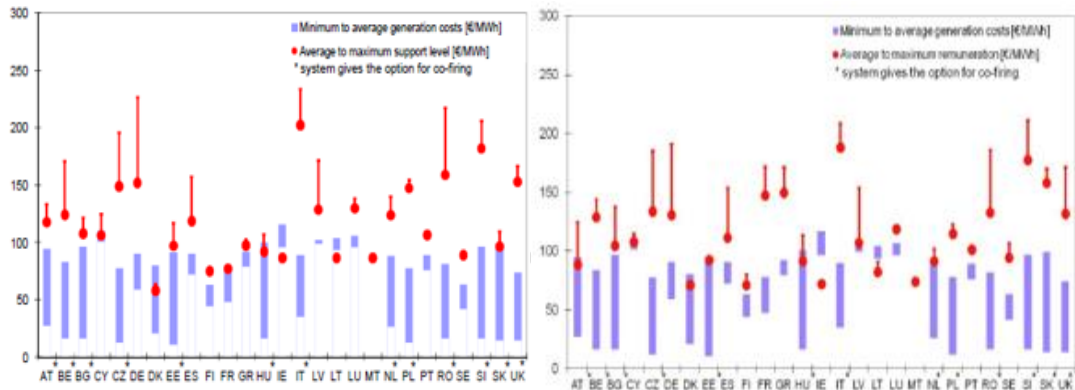 300
250
200
150
100
50
0
Minimum to average generation costs [€/MWh]
Average to maximum support level [€/MWh]
* system gives the option for co-firing
AT* BE* BG* CY CZ* DE DK* EE* ES FI FR GR HU* IE IT* LV LT LU MT NL* PL* PT RO* SE SI* SK* UK*
300
250
200
150
100
50
0
Minimum to average generation costs [€/MWh]
Average to maximum remuneration [€/MWh]
* system gives the option for co-firing
AT* BE* BG* CY CZ* DE DK* EE* ES FI FR GR HU* IE IT* LV LT LU MT NL* PL* PT RO* SE SI* SK* UK*